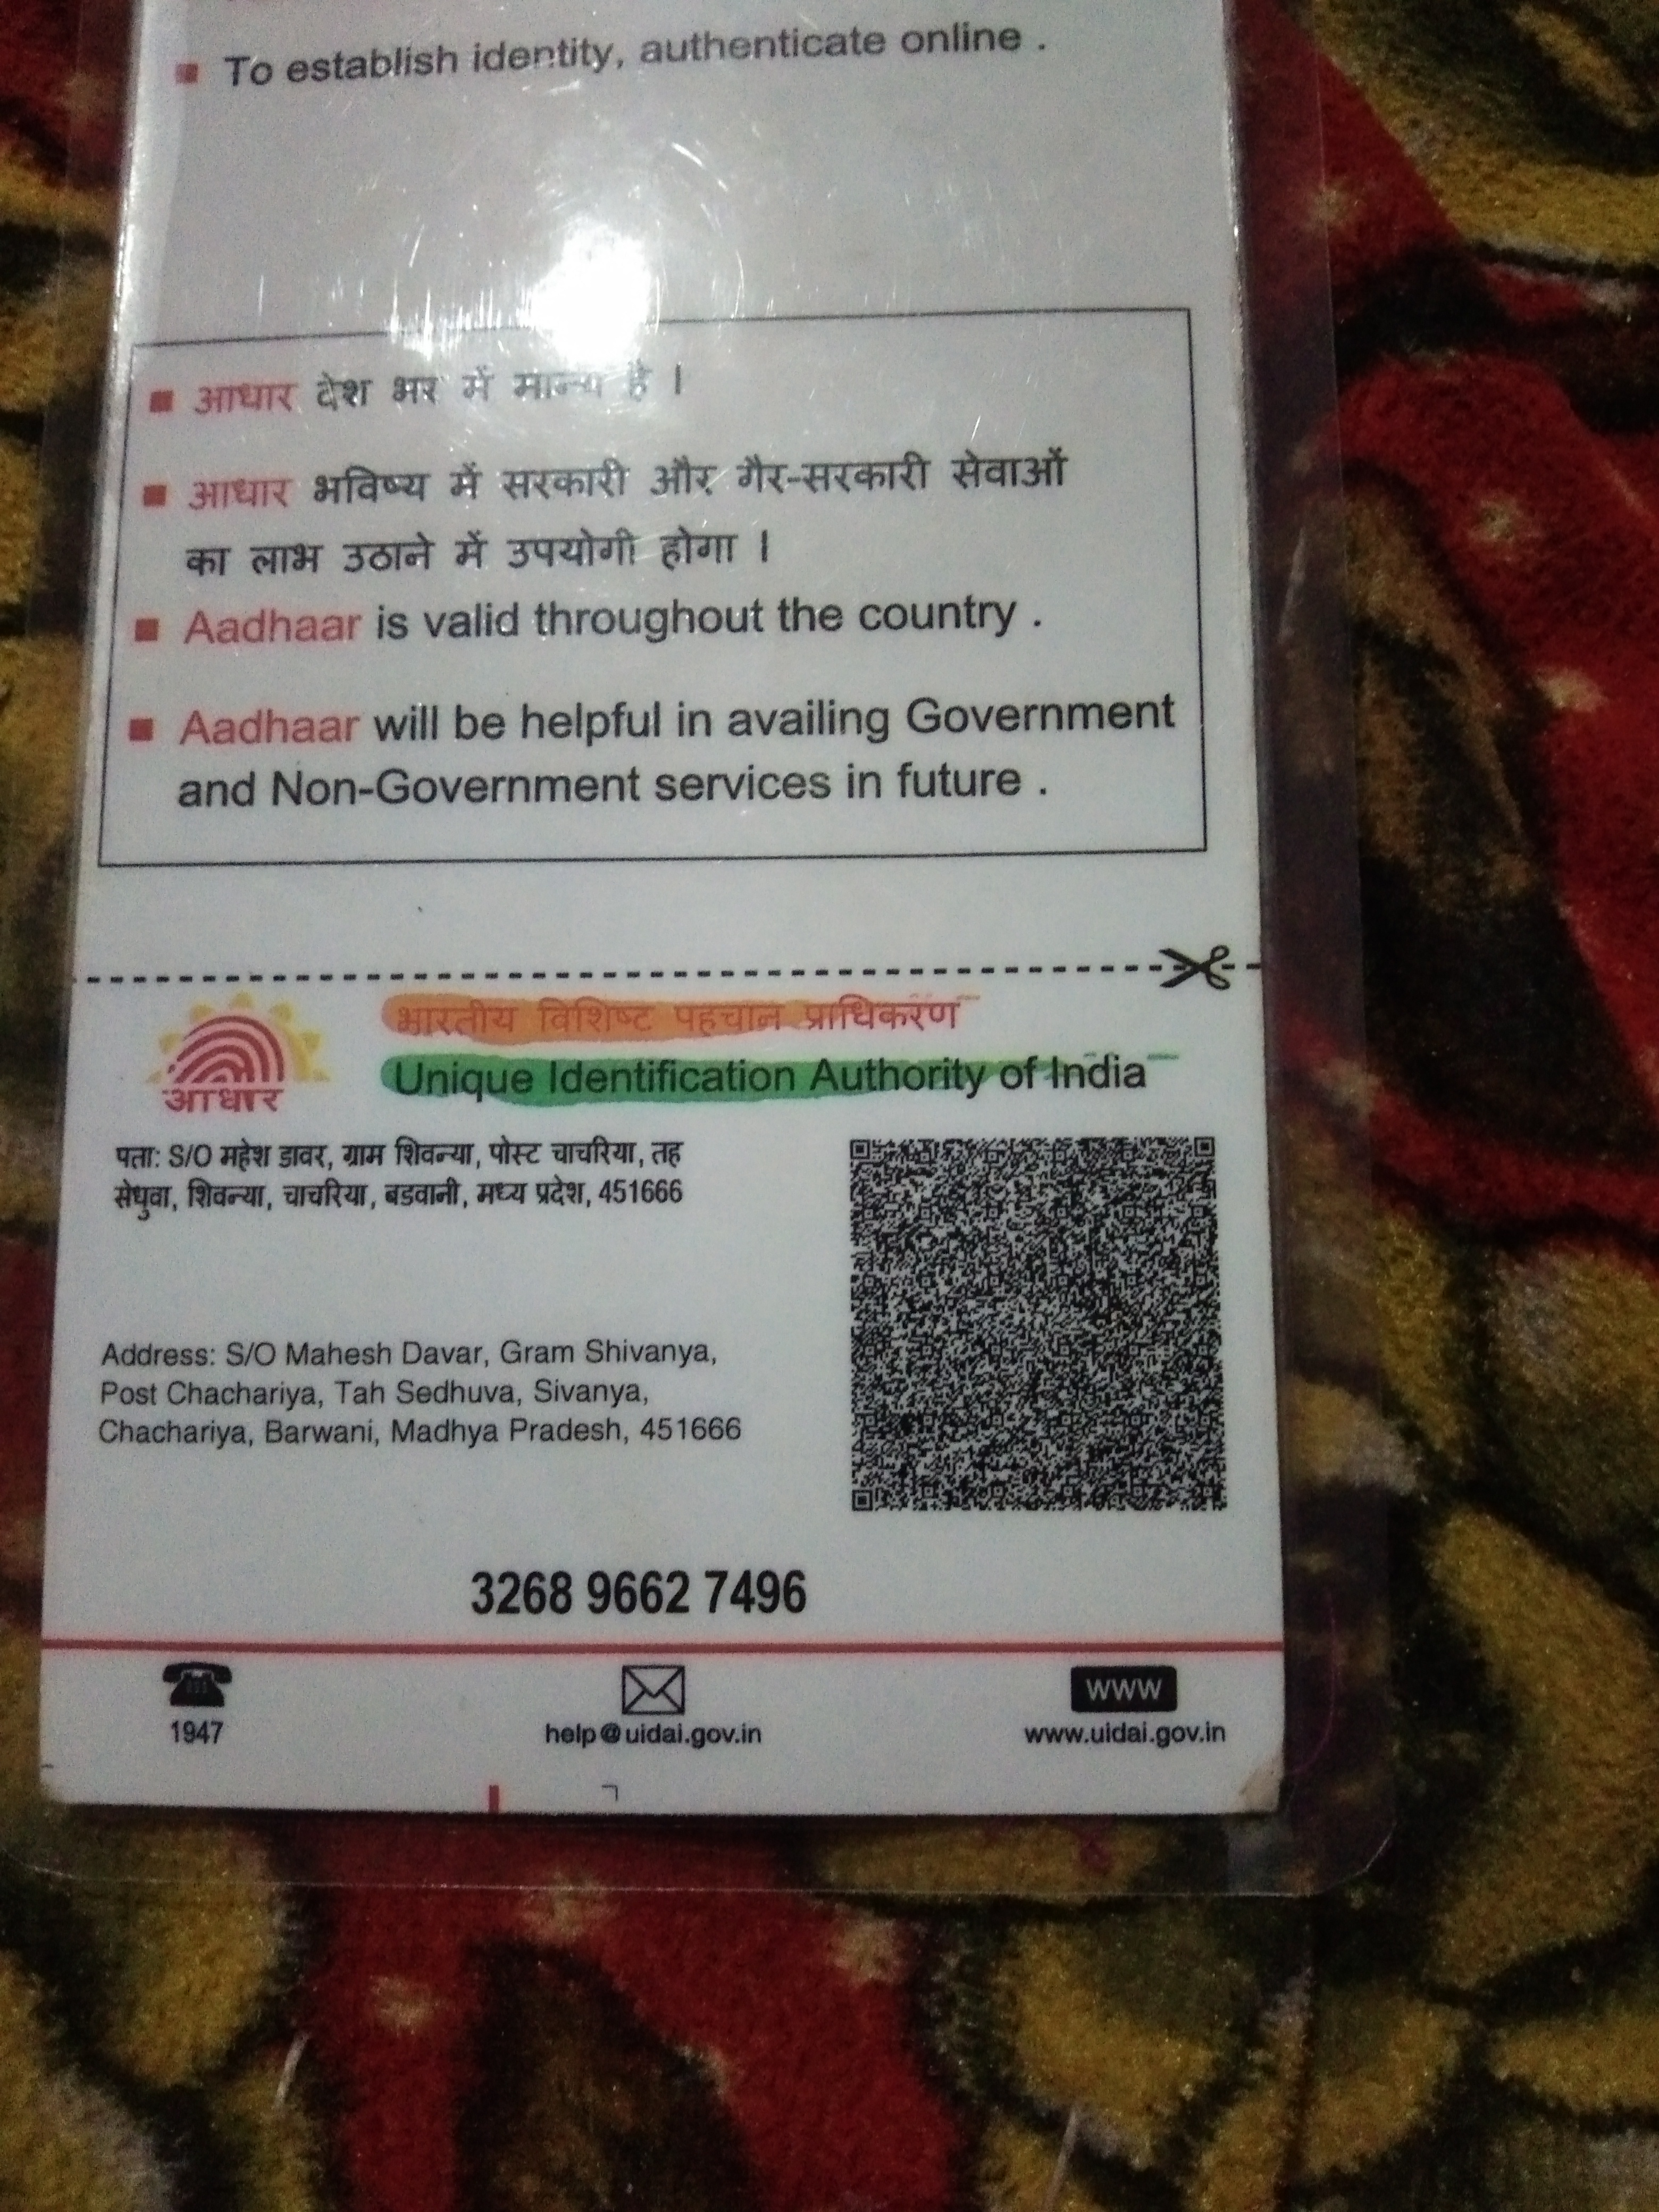 To establish identity, authenticate online .
आधार देश भर में मान्य है ।
आधार भविष्य में सरकारी और गैर-सरकारी सेवाओं
का लाभ उठाने में उपयोगी होगा ।
Aadhaar is valid throughout the country .
Aadhaar will be helpful in availing Government
and Non-Government services in future .
भारतीय विशिष्ट पहचान प्राधिकरण
Unique Identification Authority of India
आधार
पता: S/O महेश डावर, ग्राम शिवन्या, पोस्ट चाचरिया, तह
सेधुवा, शिवन्या, चाचरिया, बडवानी, मध्य प्रदेश, 451666
Address: S/O Mahesh Davar, Gram Shivanya,
Post Chachariya, Tah Sedhuva, Sivanya,
Chachariya, Barwani, Madhya Pradesh, 451666
3268 9662 7496
WWW
1947
help@uidai.gov.in
www.uidai.gov.in